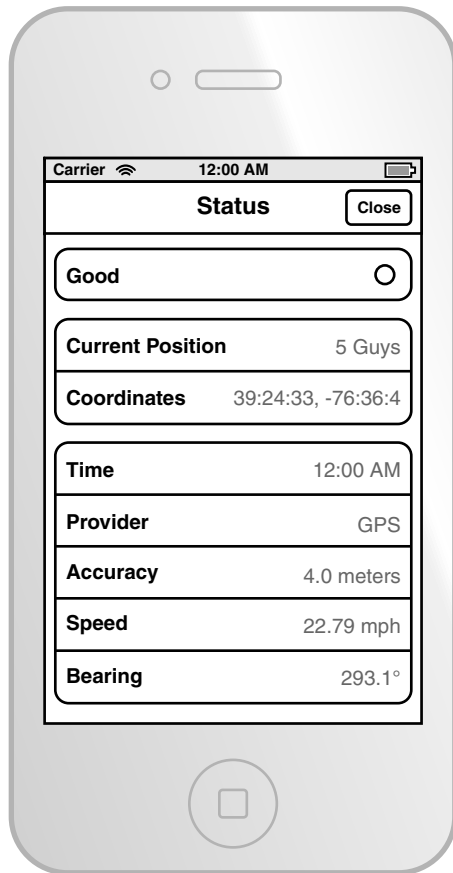 Carrier 12:00 AM
Status Close
Good
Current Position 5 Guys
Coordinates 39:24:33, -76:36:4
Time 12:00 AM
Provider GPS
Accuracy 4.0 meters
Speed 22.79 mph
Bearing 293.1°